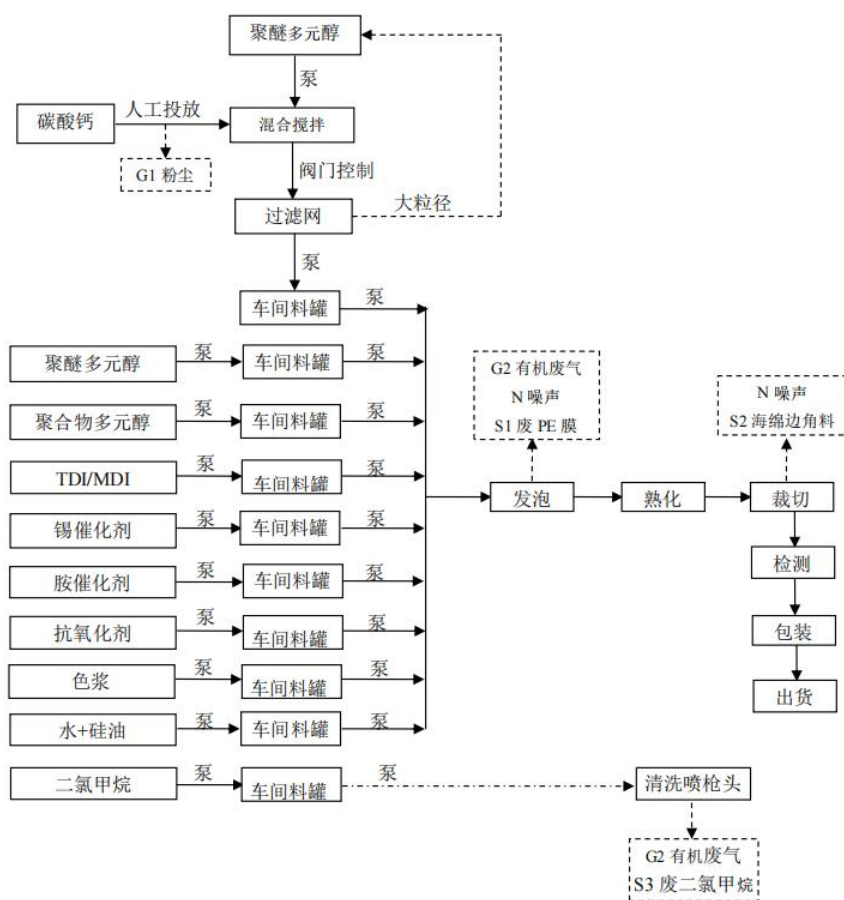 聚醚多元醇
泵
人工投放
碳酸钙
混合搅拌
G1 粉尘
阀门控制
过滤网
大粒径
泵
车间料罐
泵
聚醚多元醇
泵
车间料罐
泵
聚合物多元醇
泵
车间料罐
泵
TDI/MDI
泵
车间料罐
泵
锡催化剂
泵
车间料罐
泵
胺催化剂
泵
车间料罐
泵
抗氧化剂
泵
车间料罐
泵
色浆
泵
车间料罐
泵
水+硅油
泵
车间料罐
泵
二氯甲烷
泵
车间料罐
泵
G2 有机废气
N 噪声
S1 废 PE 膜
N 噪声
S2 海绵边角料
发泡
熟化
裁切
检测
包装
出货
清洗喷枪头
G2 有机废气
S3 废二氯甲烷